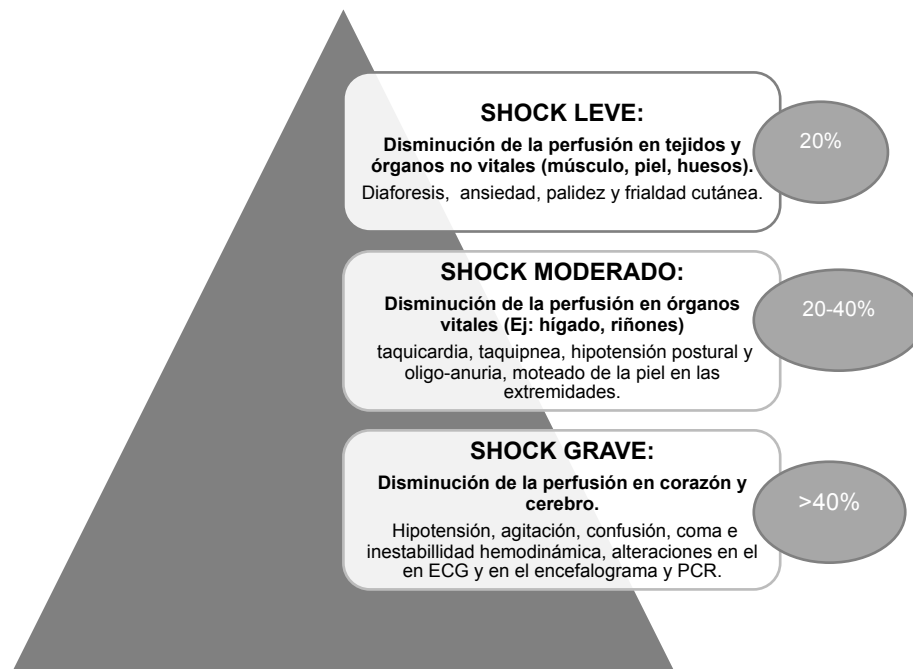 SHOCK LEVE:
Disminución de la perfusión en tejidos y
órganos no vitales (músculo, piel, huesos).
Diaforesis, ansiedad, palidez y frialdad cutánea.
20%
SHOCK MODERADO:
Disminución de la perfusión en órganos
vitales (Ej: hígado, riñones)
taquicardia, taquipnea, hipotensión postural y
oligo-anuria, moteado de la piel en las
extremidades.
20-40%
SHOCK GRAVE:
Disminución de la perfusión en corazón y
cerebro.
Hipotensión, agitación, confusión, coma e
inestabillidad hemodinámica, alteraciones en el
en ECG y en el encefalograma y PCR.
>40%